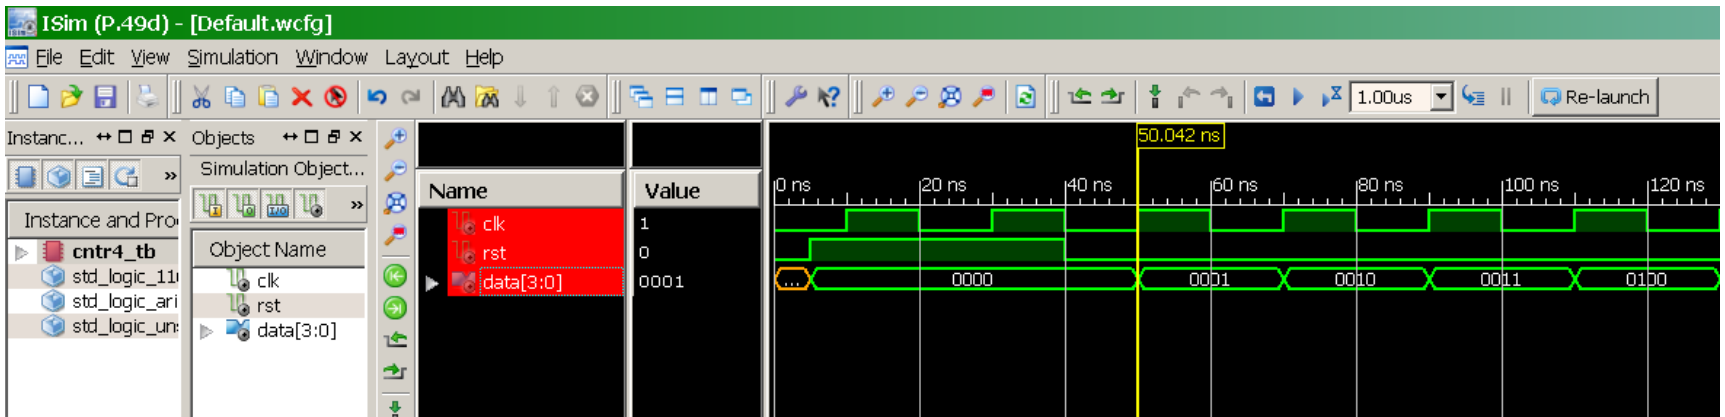 ISim (P.49d) - [Default.wcfg]
File Edit View Simulation Window Layout Help
1.00us Re-launch
Instanc... Objects
Simulation Object...
Instance and Pro
cntr4_tb
std_logic_11
std_logic_ari
std_logic_un
Object Name
clk
rst
data[3:0]
Name Value
clk 1
rst 0
data[3:0] 0001
50.042 ns
0 ns 20 ns 40 ns 60 ns 80 ns 100 ns 120 ns
... 0000 0001 0010 0011 0100